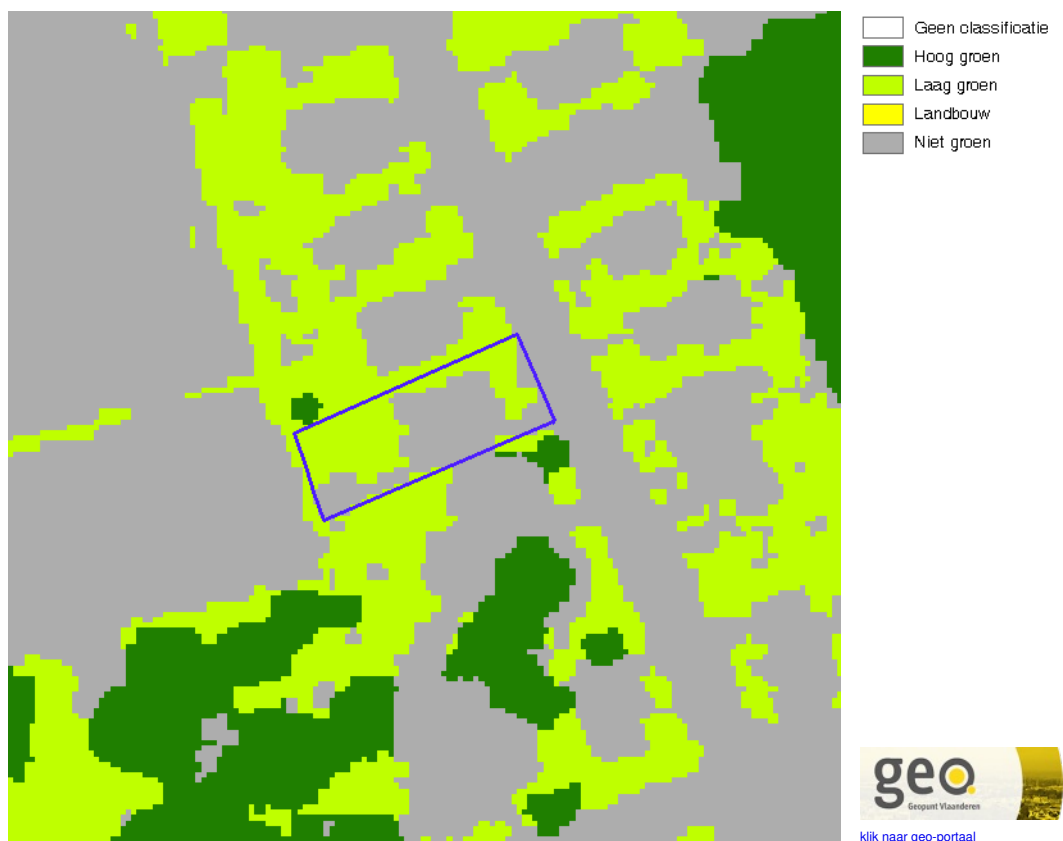 Geen classificatie
Hoog groen
Laag groen
Landbouw
Niet groen
geo
Geopunt Vlaanderen
klik naar geo-portaal